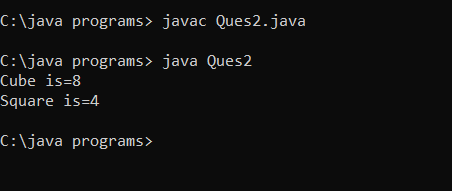 C:\java programs> javac Ques2.java
C:\java programs> java Ques2
Cube is=8
Square is=4
C:\java programs>